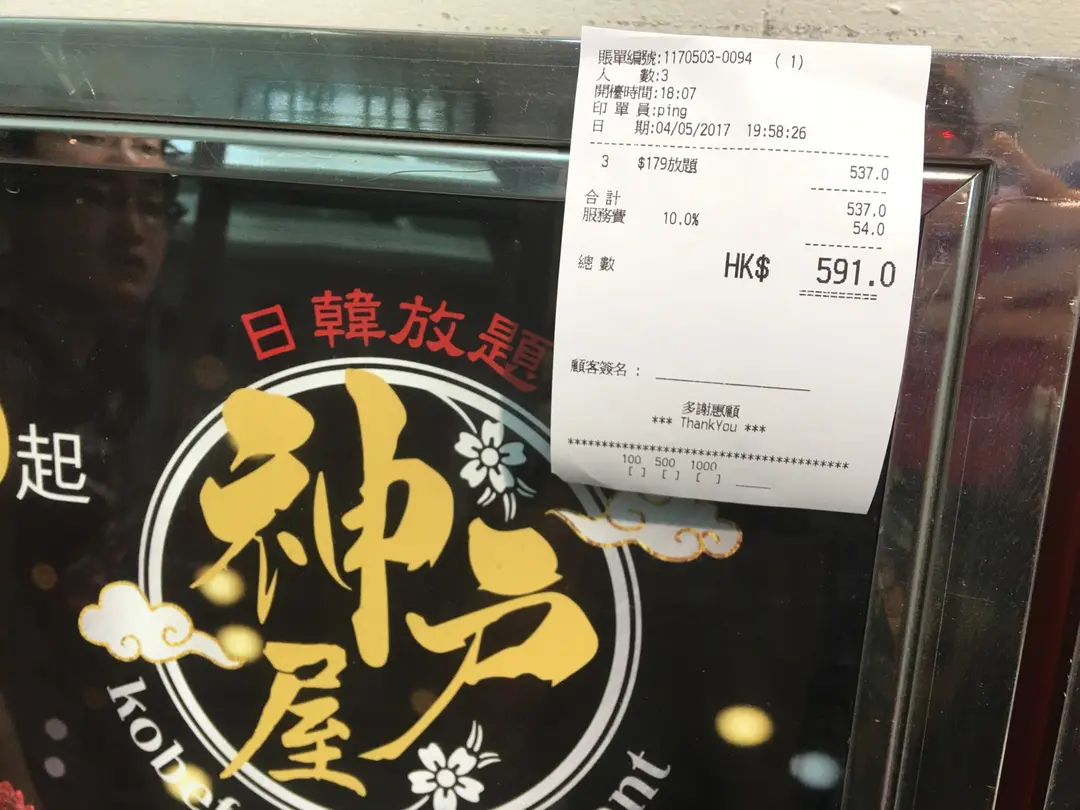 賬單編號:1170503-0094 ( 1)
人 數:3
開檯時間:18:07
印 單 員:ping
日 期:04/05/2017 19:58:26
3 $179放題 537.0
合 計 537.0
服務費 10.0% 54.0
總 數 HK$ 591.0
顧客簽名 :
多謝惠顧
*** ThankYou ***
100 500 1000
[ ] [ ] [ ]
日韓放題
神戶
屋
起